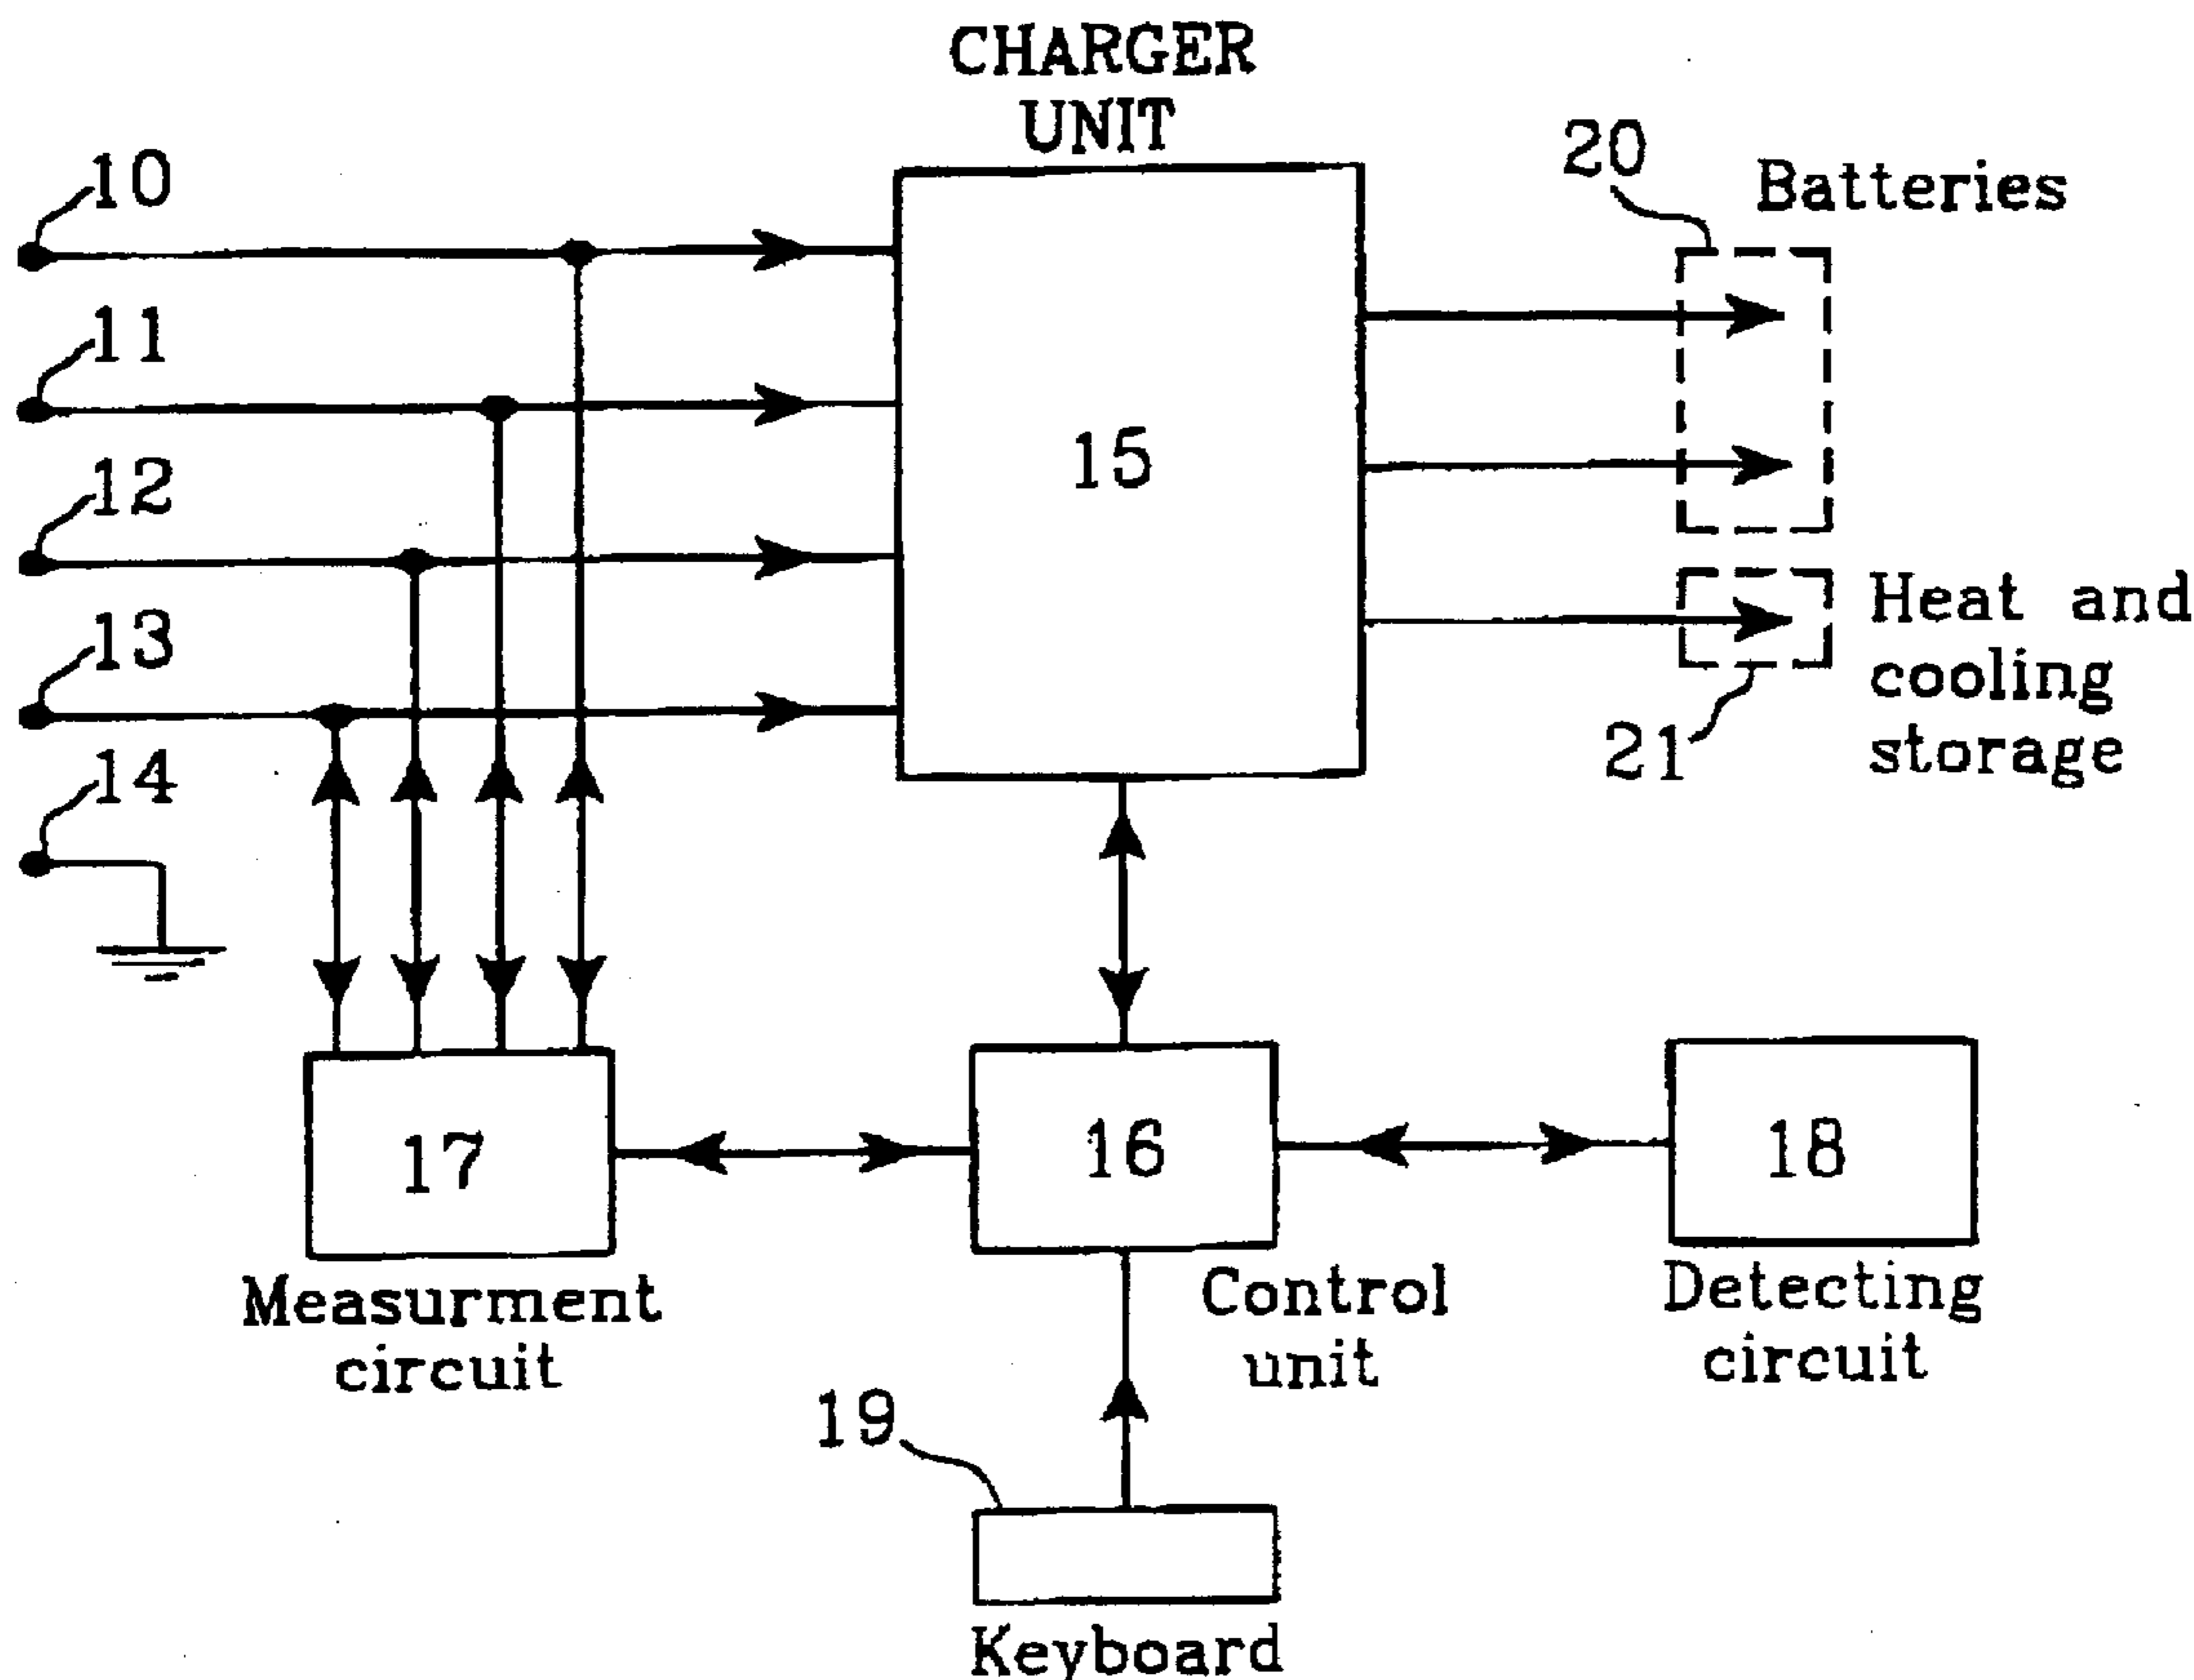 CHARGER
UNIT
10
11
12
13
14
15
20
Batteries
Heat and
cooling
storage
21
17
16
18
Measurment
circuit
Control
unit
Detecting
circuit
19
Keyboard